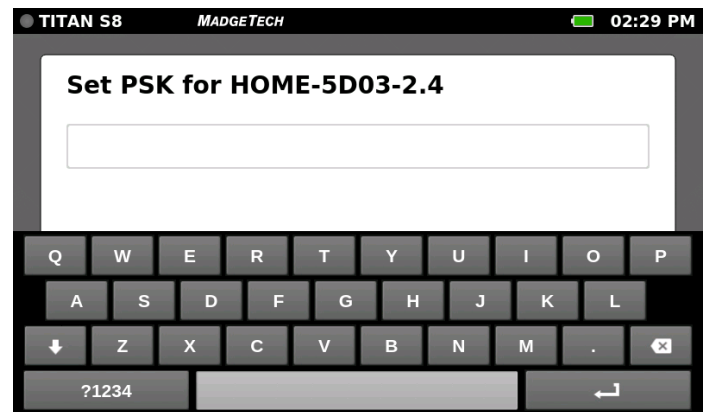 TITAN S8 MADGETECH 02:29 PM
Set PSK for HOME-5D03-2.4
Q W E R T Y U I O P
A S D F G H J K L
Z X C V B N M .
?1234